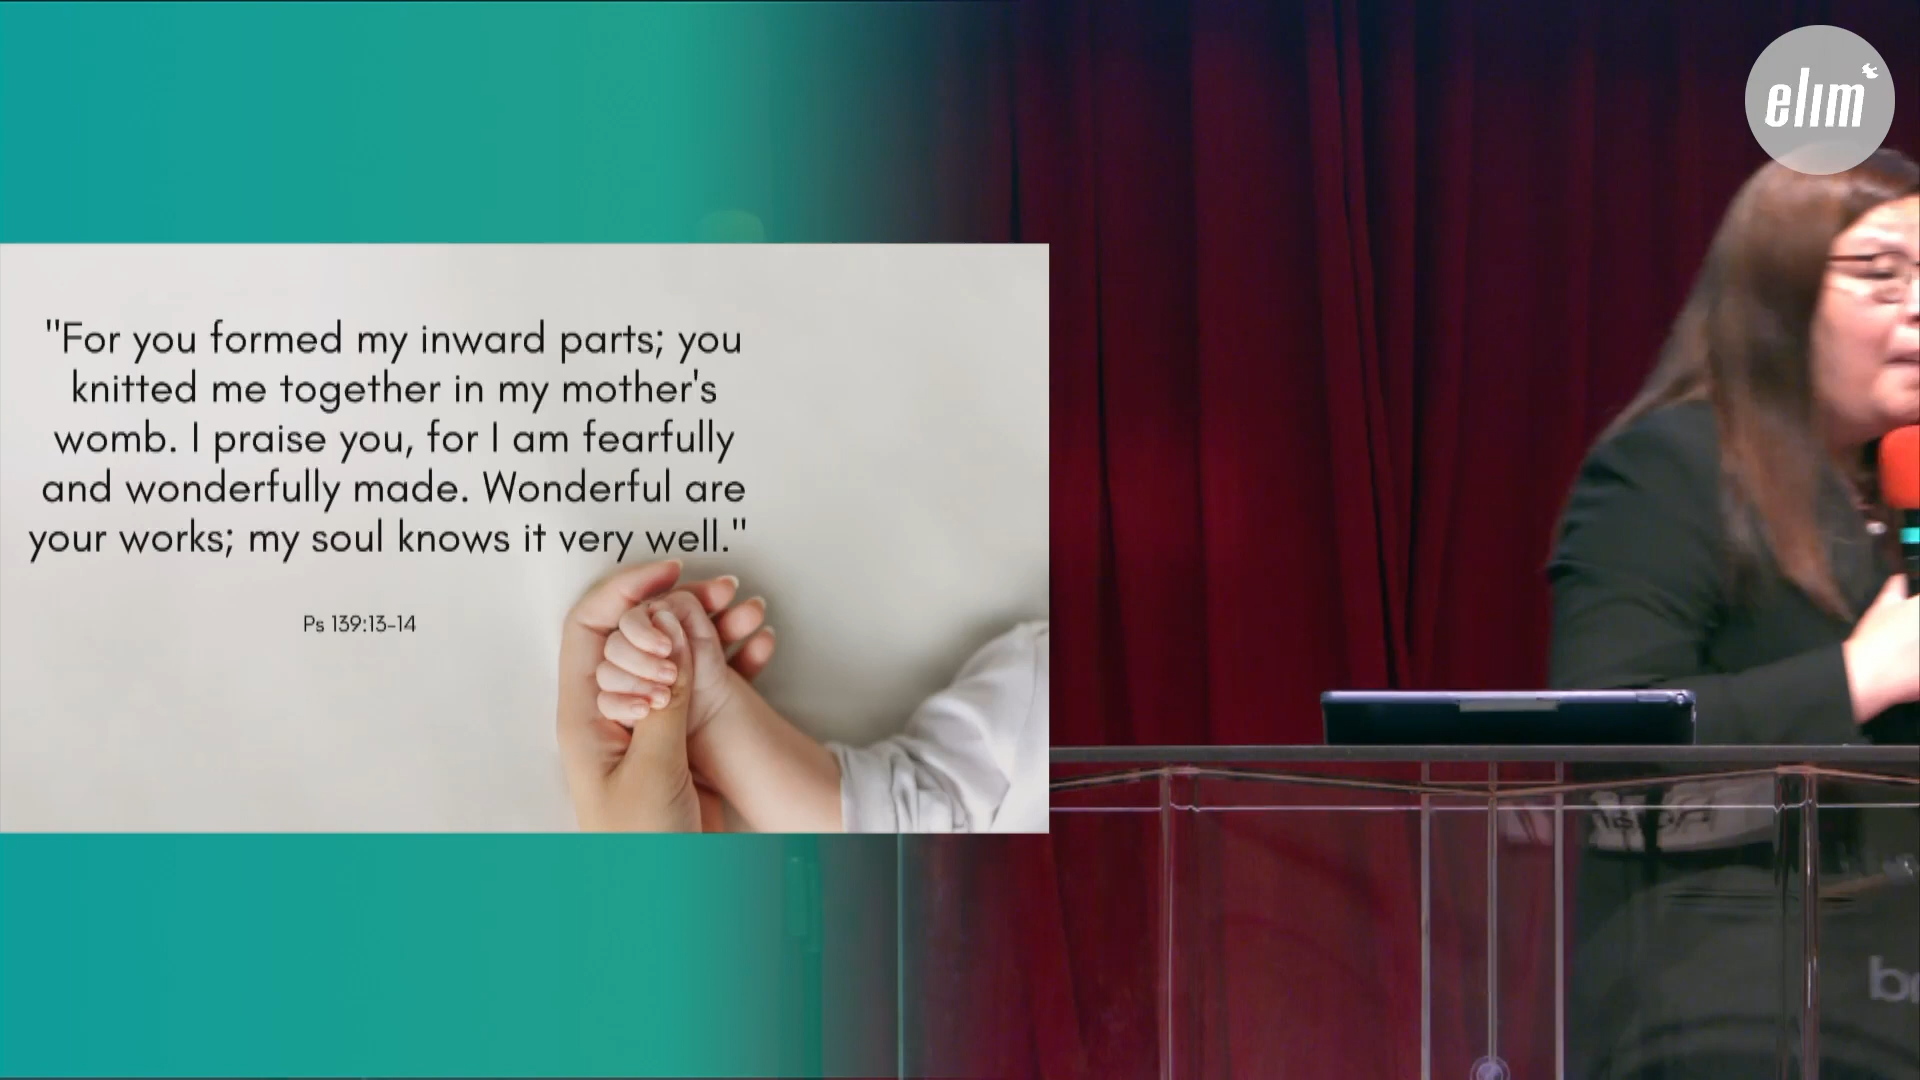 elim
"For you formed my inward parts; you
knitted me together in my mother's
womb. I praise you, for I am fearfully
and wonderfully made. Wonderful are
your works; my soul knows it very well."
Ps 139:13-14